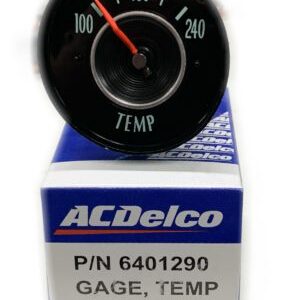 100 240
TEMP
ACDelco
P/N 6401290
GAGE, TEMP